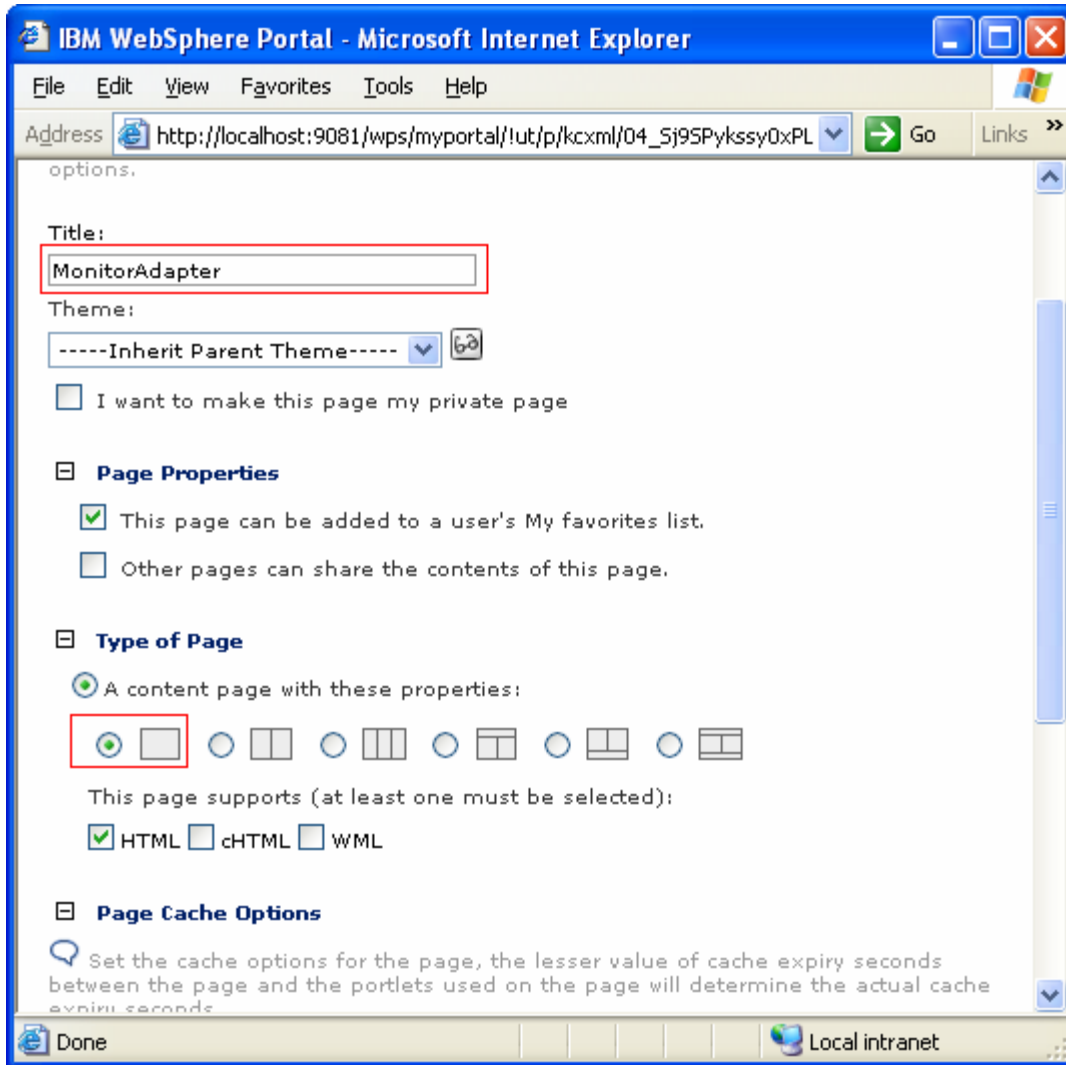 IBM WebSphere Portal - Microsoft Internet Explorer
File Edit View Favorites Tools Help
Address http://localhost:9081/wps/myportal/!ut/p/kcxml/04_Sj9SPykssy0xPL Go Links »
options.
Title:
MonitorAdapter
Theme:
-----Inherit Parent Theme-----
I want to make this page my private page
Page Properties
This page can be added to a user's My favorites list.
Other pages can share the contents of this page.
Type of Page
A content page with these properties:
This page supports (at least one must be selected):
HTML cHTML WML
Page Cache Options
Set the cache options for the page, the lesser value of cache expiry seconds
between the page and the portlets used on the page will determine the actual cache
expiry seconds
Done Local intranet